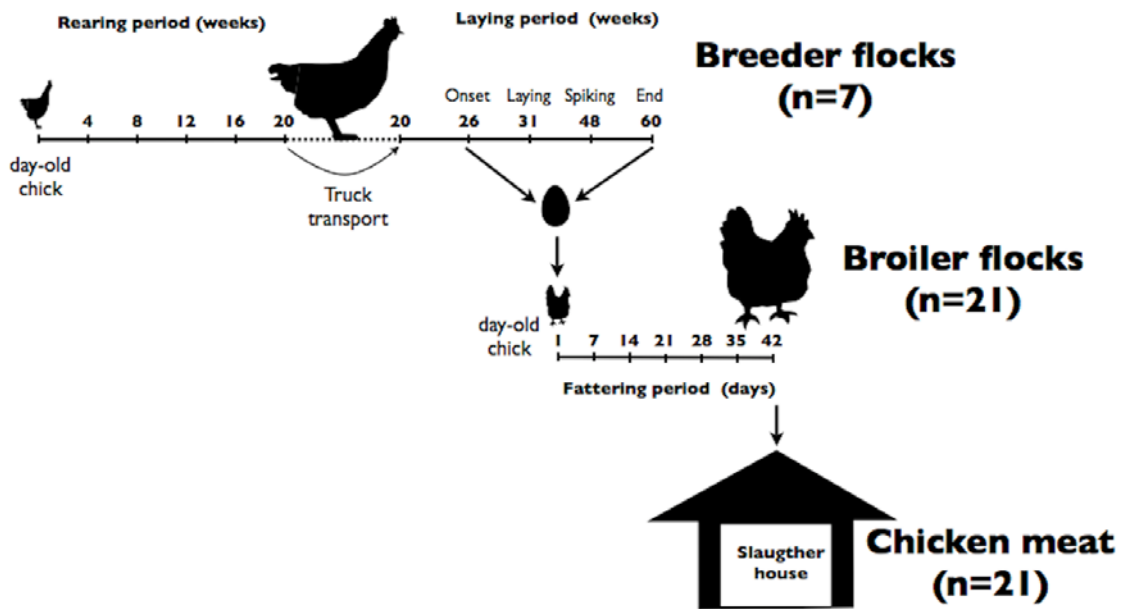 Rearing period (weeks)
Laying period (weeks)
Breeder flocks
(n=7)
Onset Laying Spiking End
4 8 12 16 20 20 26 31 48 60
day-old
chick
Truck
transport
Broiler flocks
(n=21)
day-old
chick
1 7 14 21 28 35 42
Fattering period (days)
Slaugther
house
Chicken meat
(n=21)